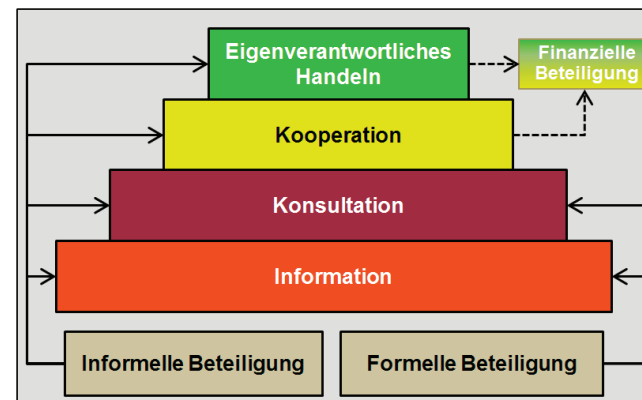 Eigenverantwortliches
Handeln
Finanzielle
Beteiligung
Kooperation
Konsultation
Information
Informelle Beteiligung
Formelle Beteiligung